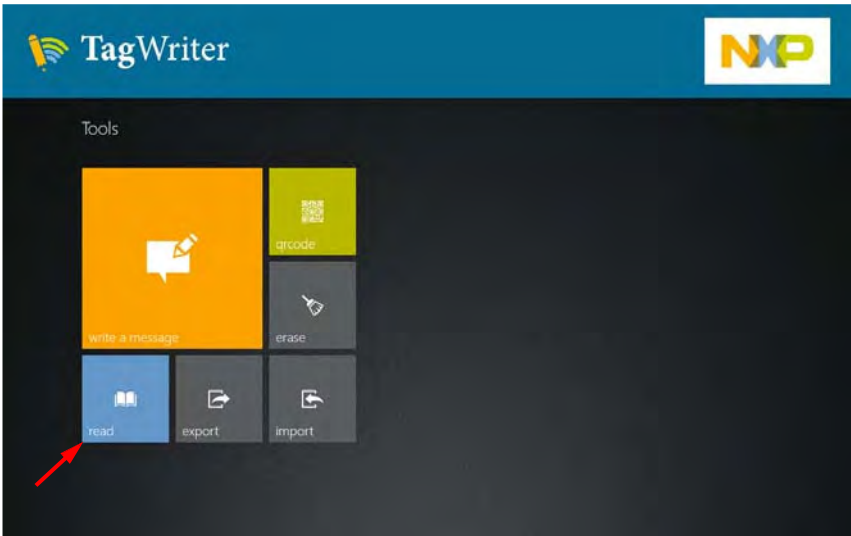 TagWriter
NXP
Tools
write a message
qrcode
erase
read
export
import